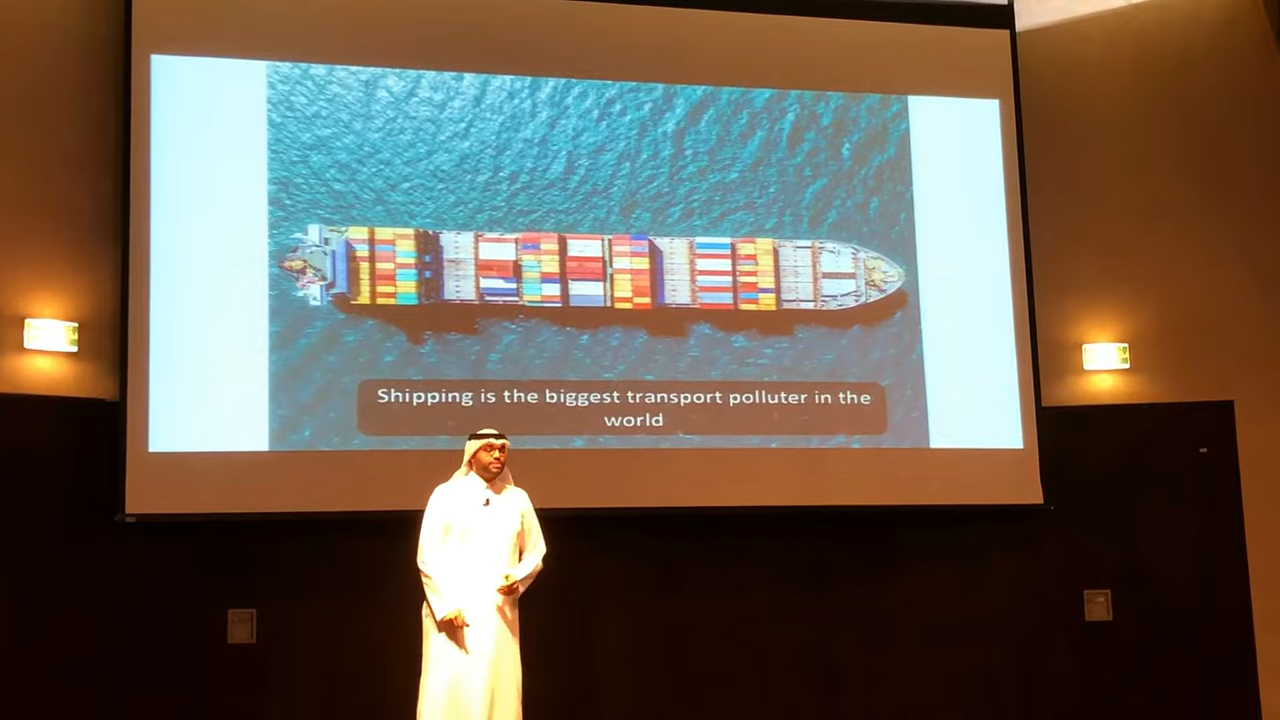 Shipping is the biggest transport polluter in the
world